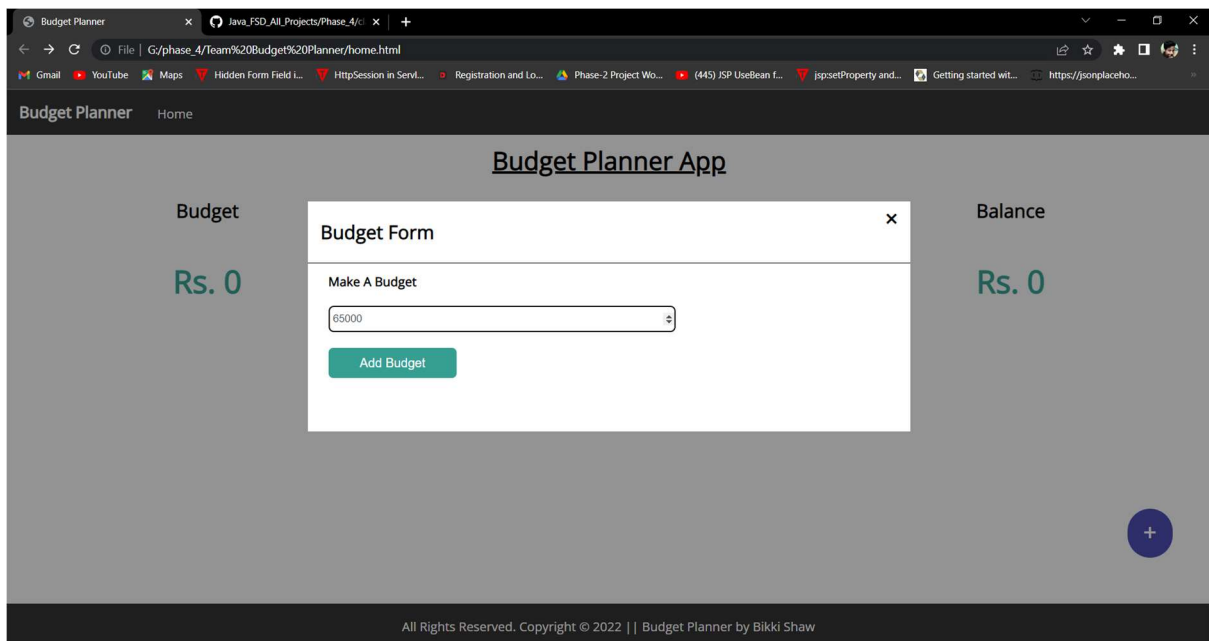 Budget Planner
Java_FSD_All_Projects/Phase_4/cl
File | G:/phase_4/Team%20Budget%20Planner/home.html
Gmail YouTube Maps Hidden Form Field i... HttpSession in Servl... Registration and Lo... Phase-2 Project Wo... (445) JSP UseBean f... jsp:setProperty and... Getting started wit... https://jsonplaceho... »
Budget Planner Home
Budget Planner App
Budget
Balance
Budget Form
Rs. 0
Rs. 0
Make A Budget
65000
Add Budget
+
All Rights Reserved. Copyright © 2022 || Budget Planner by Bikki Shaw